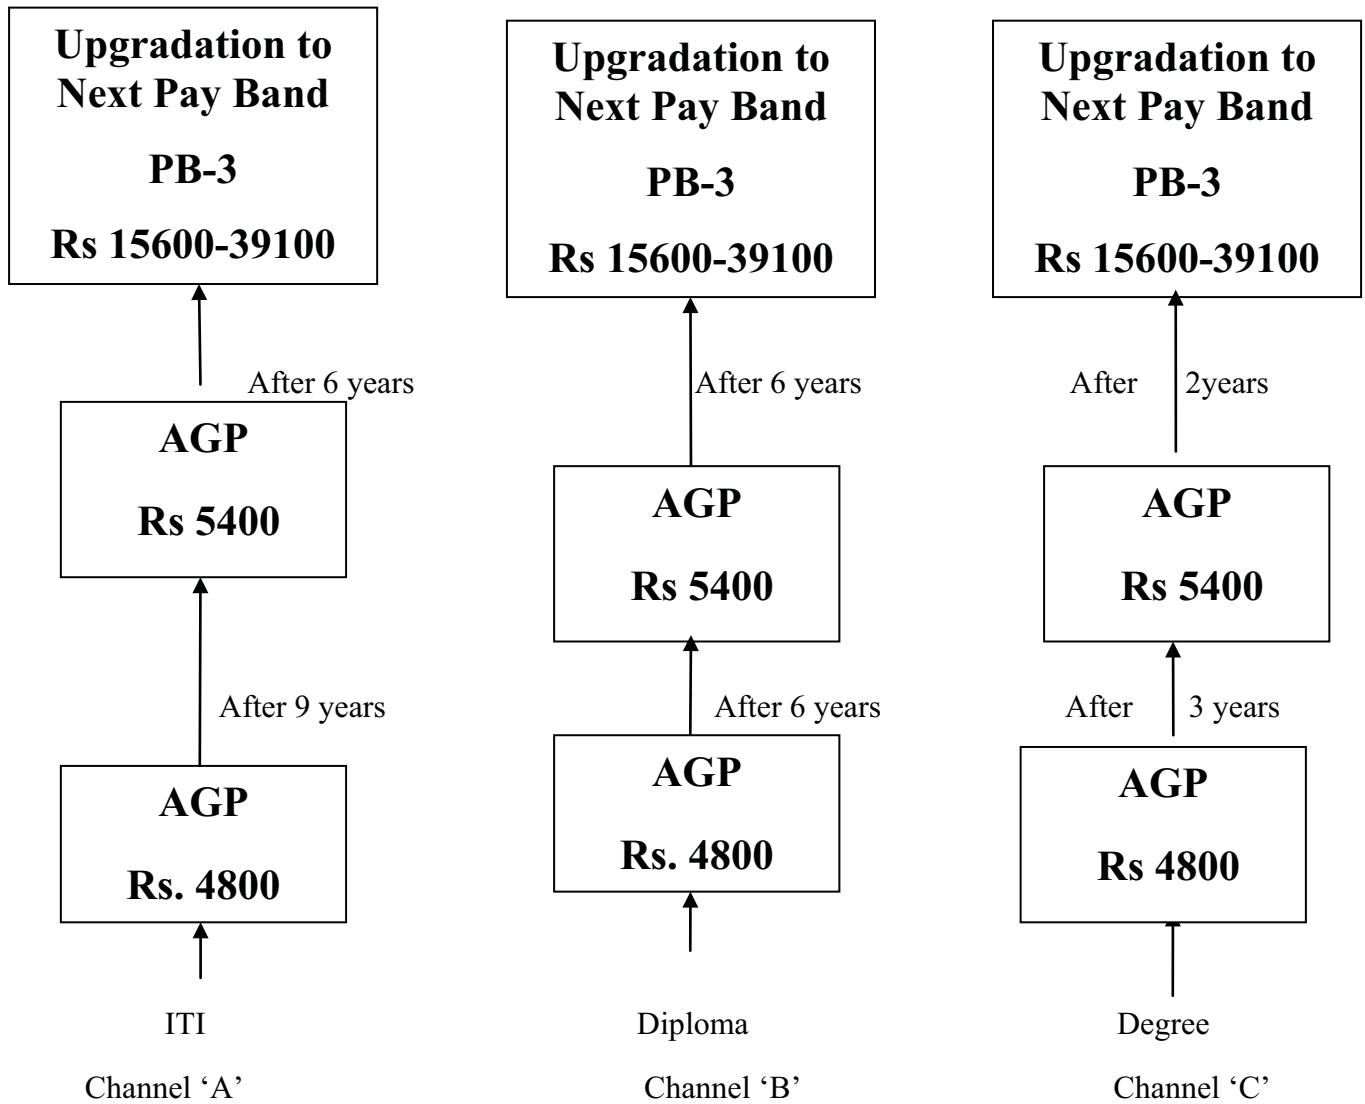 Upgradation to
Next Pay Band
PB-3
Rs 15600-39100
After 6 years
AGP
Rs 5400
After 9 years
AGP
Rs. 4800
ITI
Channel ‘A’
Upgradation to
Next Pay Band
PB-3
Rs 15600-39100
After 6 years
AGP
Rs 5400
After 6 years
AGP
Rs. 4800
Diploma
Channel ‘B’
Upgradation to
Next Pay Band
PB-3
Rs 15600-39100
After 2years
AGP
Rs 5400
After 3 years
AGP
Rs 4800
Degree
Channel ‘C’